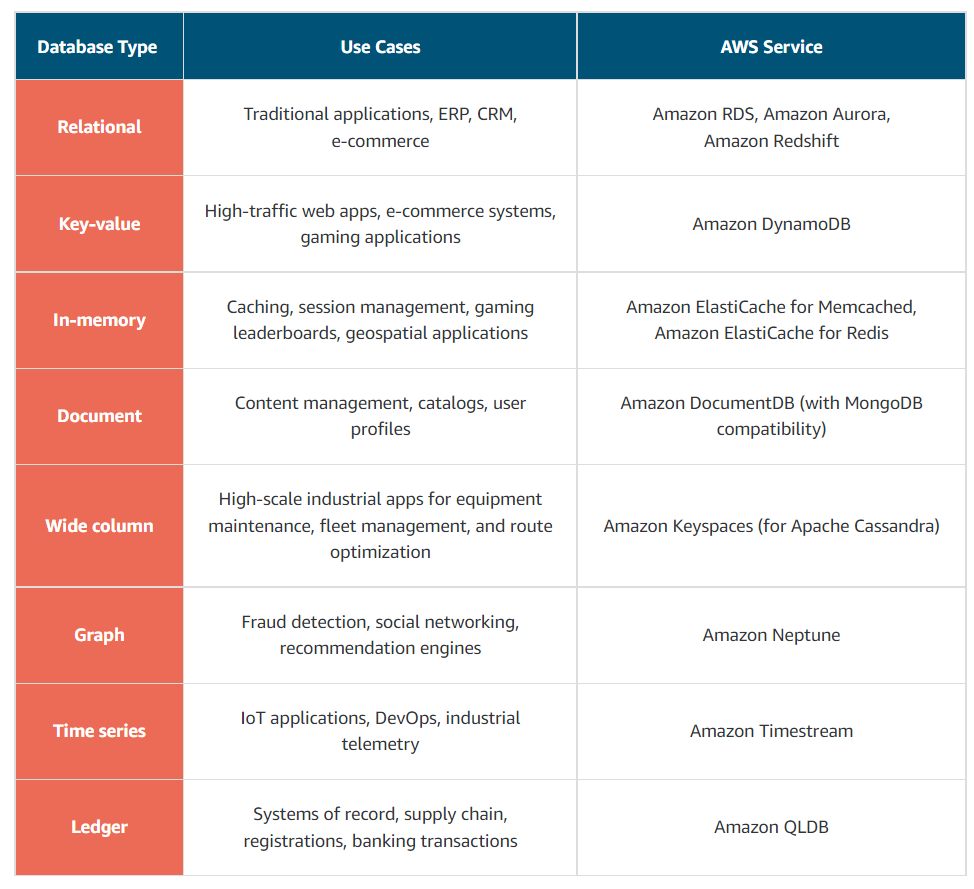 Database Type
Use Cases
AWS Service
Relational
Traditional applications, ERP, CRM,
e-commerce
Amazon RDS, Amazon Aurora,
Amazon Redshift
Key-value
High-traffic web apps, e-commerce systems,
gaming applications
Amazon DynamoDB
In-memory
Caching, session management, gaming
leaderboards, geospatial applications
Amazon ElastiCache for Memcached,
Amazon ElastiCache for Redis
Document
Content management, catalogs, user
profiles
Amazon DocumentDB (with MongoDB
compatibility)
Wide column
High-scale industrial apps for equipment
maintenance, fleet management, and route
optimization
Amazon Keyspaces (for Apache Cassandra)
Graph
Fraud detection, social networking,
recommendation engines
Amazon Neptune
Time series
IoT applications, DevOps, industrial
telemetry
Amazon Timestream
Ledger
Systems of record, supply chain,
registrations, banking transactions
Amazon QLDB